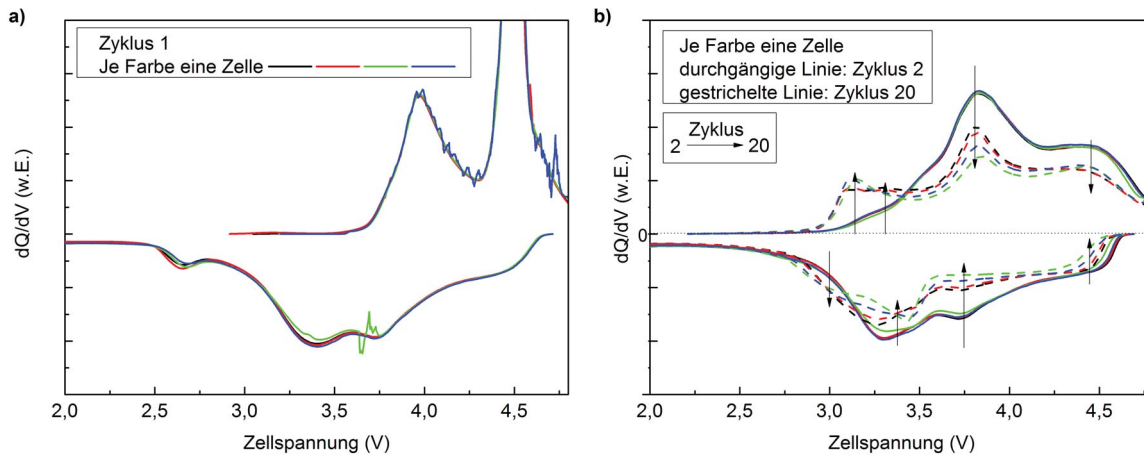 a)
Zyklus 1
Je Farbe eine Zelle
dQ/dV (w.E.)
2,0 2,5 3,0 3,5 4,0 4,5
Zellspannung (V)
b)
Je Farbe eine Zelle
durchgängige Linie: Zyklus 2
gestrichelte Linie: Zyklus 20
Zyklus
2 20
dQ/dV (w.E.)
0
2,0 2,5 3,0 3,5 4,0 4,5
Zellspannung (V)